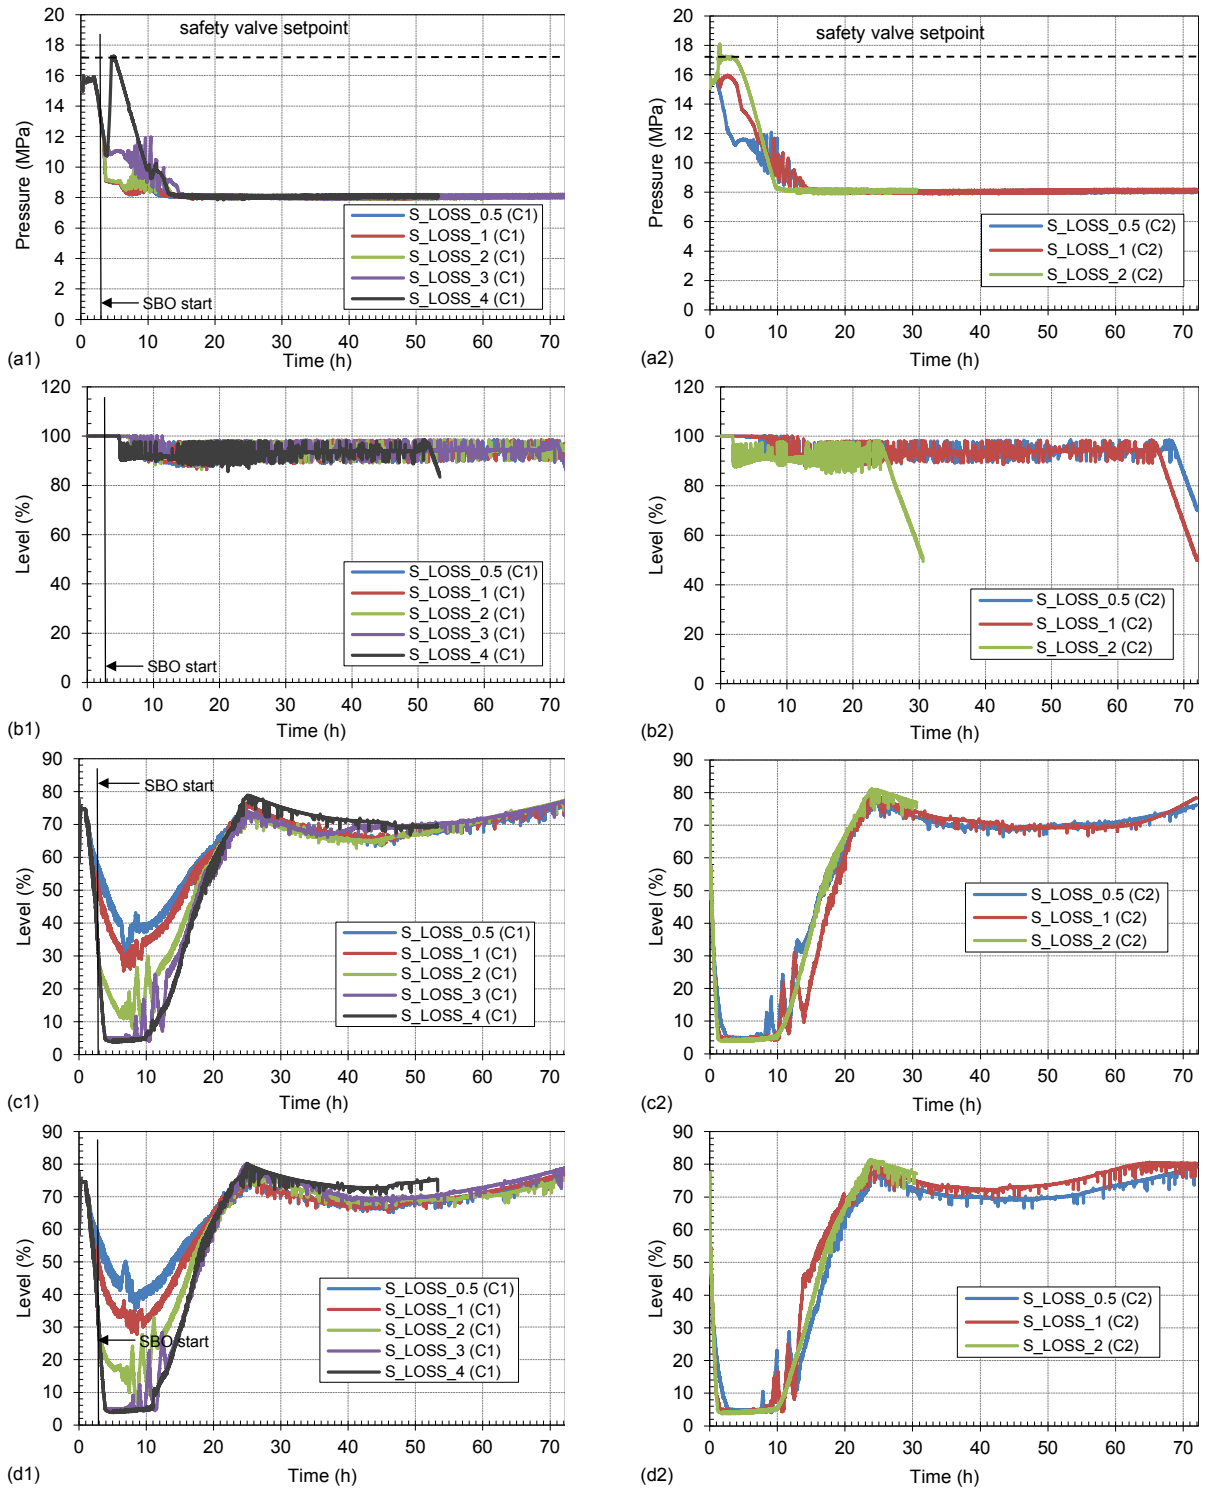 safety valve setpoint
20
18
16
14
12
10
8
6
4
2
0
Pressure (MPa)
S_LOSS_0.5 (C1)
S_LOSS_1 (C1)
S_LOSS_2 (C1)
S_LOSS_3 (C1)
S_LOSS_4 (C1)
SBO start
0 10 20 30 40 50 60 70
Time (h)
(a1)
safety valve setpoint
20
18
16
14
12
10
8
6
4
2
0
Pressure (MPa)
S_LOSS_0.5 (C2)
S_LOSS_1 (C2)
S_LOSS_2 (C2)
0 10 20 30 40 50 60 70
Time (h)
(a2)
120
100
80
60
40
20
0
Level (%)
S_LOSS_0.5 (C1)
S_LOSS_1 (C1)
S_LOSS_2 (C1)
S_LOSS_3 (C1)
S_LOSS_4 (C1)
SBO start
0 10 20 30 40 50 60 70
Time (h)
(b1)
120
100
80
60
40
20
0
Level (%)
S_LOSS_0.5 (C2)
S_LOSS_1 (C2)
S_LOSS_2 (C2)
0 10 20 30 40 50 60 70
Time (h)
(b2)
90
80
70
60
50
40
30
20
10
0
Level (%)
SBO start
S_LOSS_0.5 (C1)
S_LOSS_1 (C1)
S_LOSS_2 (C1)
S_LOSS_3 (C1)
S_LOSS_4 (C1)
0 10 20 30 40 50 60 70
Time (h)
(c1)
90
80
70
60
50
40
30
20
10
0
Level (%)
S_LOSS_0.5 (C2)
S_LOSS_1 (C2)
S_LOSS_2 (C2)
0 10 20 30 40 50 60 70
Time (h)
(c2)
90
80
70
60
50
40
30
20
10
0
Level (%)
S_LOSS_0.5 (C1)
S_LOSS_1 (C1)
S_LOSS_2 (C1)
S_LOSS_3 (C1)
S_LOSS_4 (C1)
SBO start
0 10 20 30 40 50 60 70
Time (h)
(d1)
90
80
70
60
50
40
30
20
10
0
Level (%)
S_LOSS_0.5 (C2)
S_LOSS_1 (C2)
S_LOSS_2 (C2)
0 10 20 30 40 50 60 70
Time (h)
(d2)